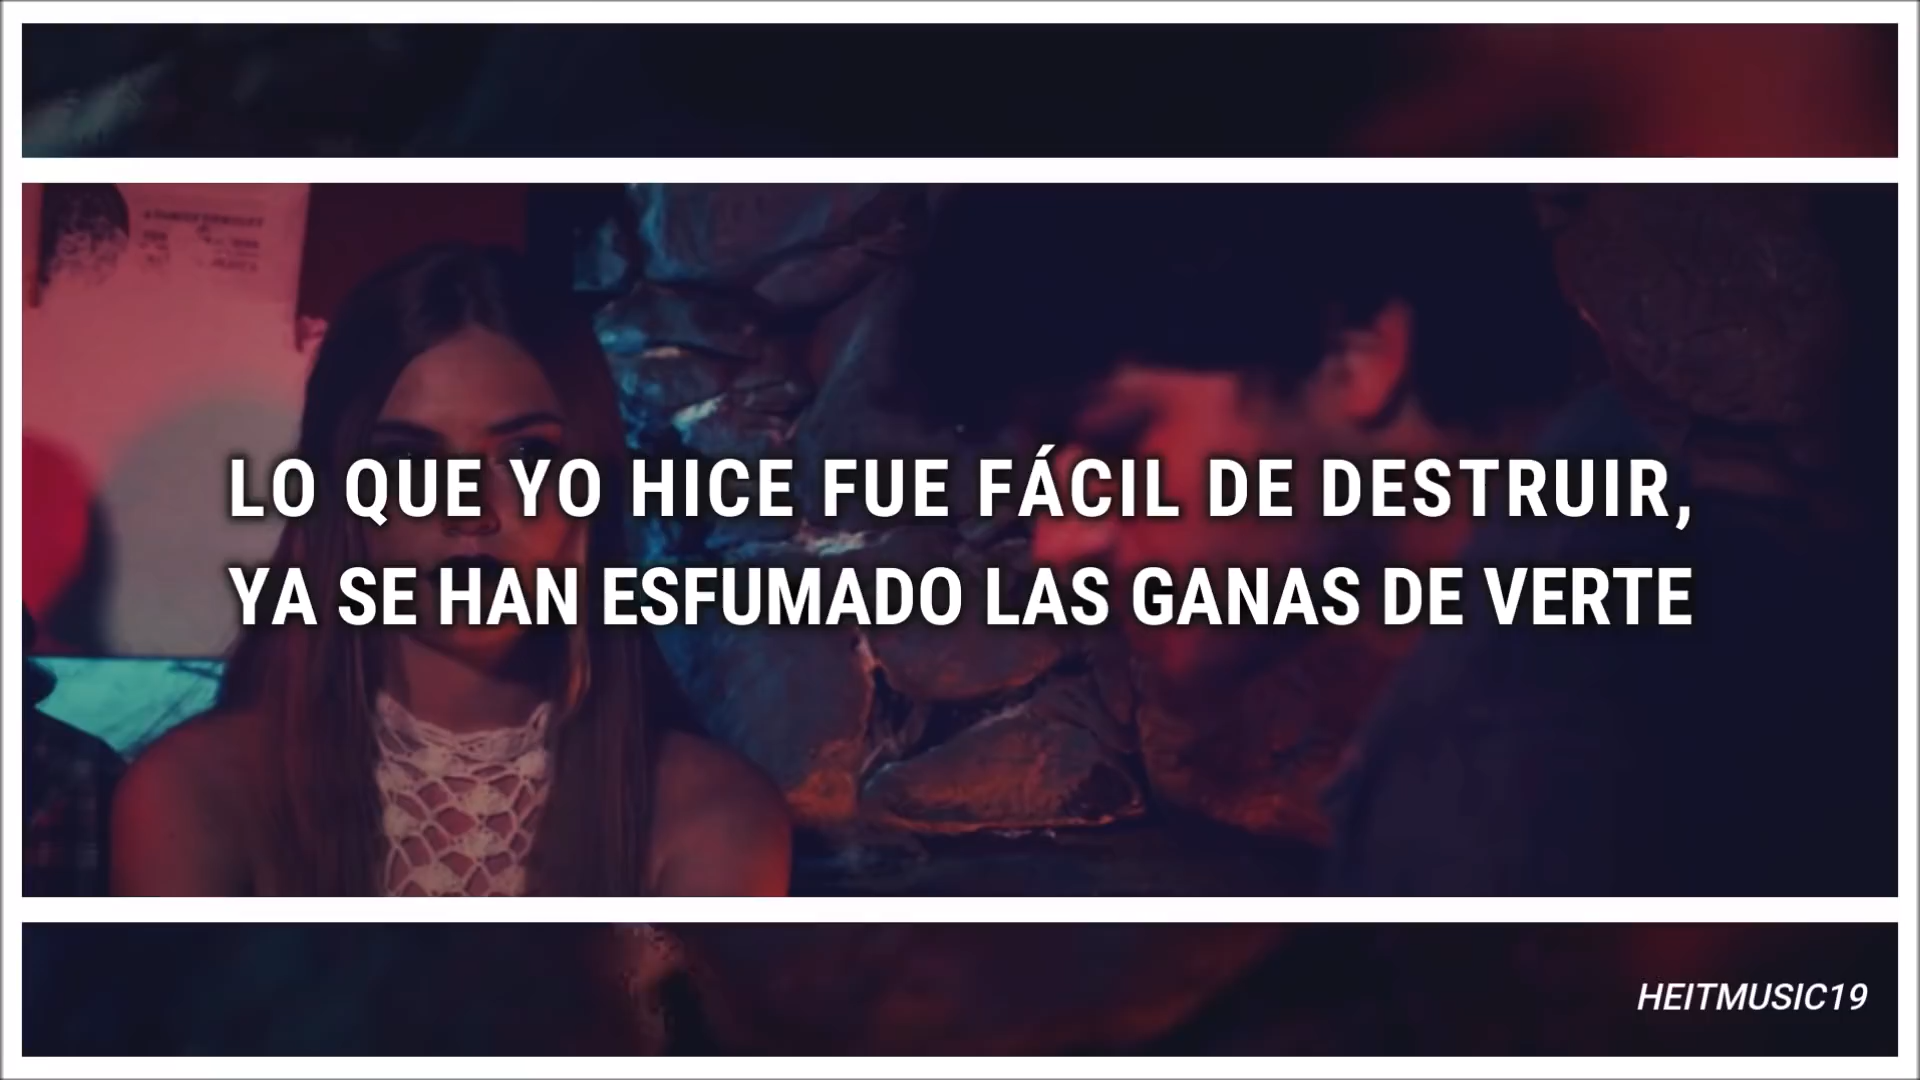 LO QUE YO HICE FUE FÁCIL DE DESTRUIR,
YA SE HAN ESFUMADO LAS GANAS DE VERTE
HEITMUSIC19